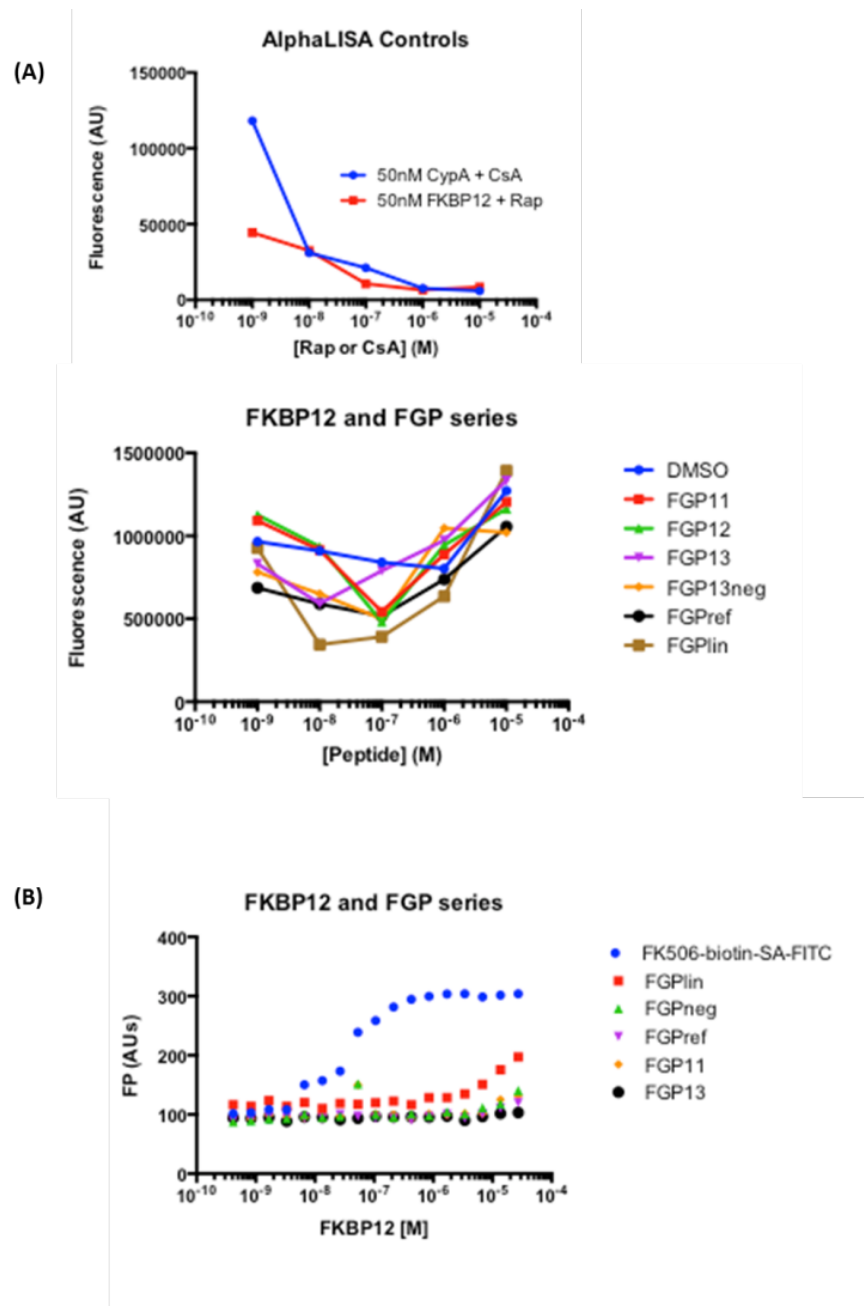 (A)
AlphaLISA Controls
150000
100000
50000
0
Fluorescence (AU)
50nM CypA + CsA
50nM FKBP12 + Rap
10-10 10-9 10-8 10-7 10-6 10-5 10-4
[Rap or CsA] (M)
FKBP12 and FGP series
1500000
1000000
500000
0
Fluorescence (AU)
10-10 10-9 10-8 10-7 10-6 10-5 10-4
[Peptide] (M)
DMSO
FGP11
FGP12
FGP13
FGP13neg
FGPref
FGPlin
(B)
FKBP12 and FGP series
400
300
200
100
0
FP (AUs)
10-10 10-9 10-8 10-7 10-6 10-5 10-4
FKBP12 [M]
FK506-biotin-SA-FITC
FGPlin
FGPneg
FGPref
FGP11
FGP13